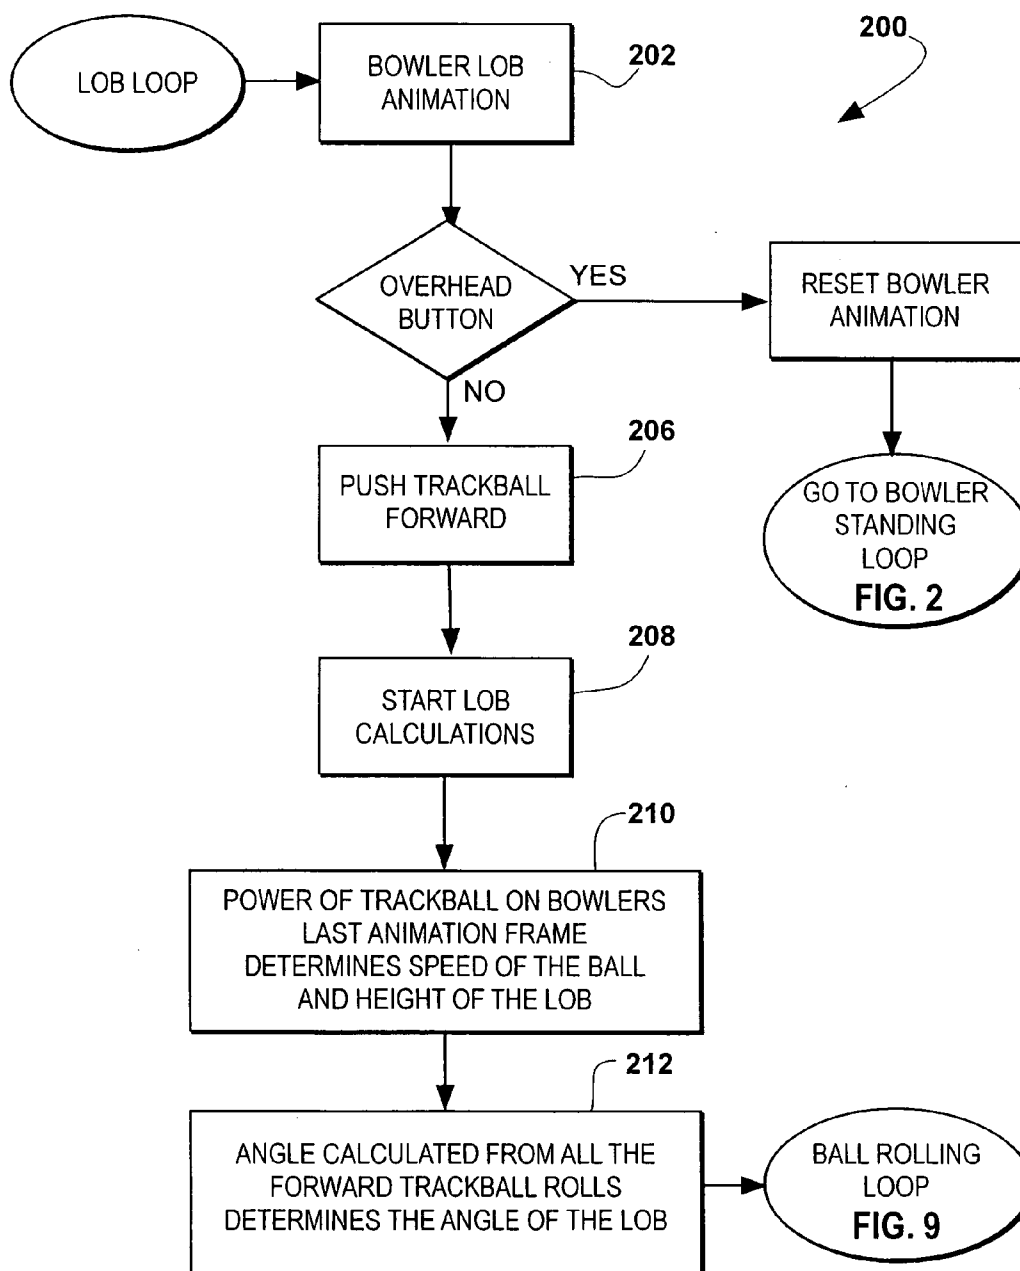 200
LOB LOOP
BOWLER LOB
ANIMATION
202
OVERHEAD
BUTTON
YES
RESET BOWLER
ANIMATION
NO
206
PUSH TRACKBALL
FORWARD
GO TO BOWLER
STANDING
LOOP
FIG. 2
208
START LOB
CALCULATIONS
210
POWER OF TRACKBALL ON BOWLERS
LAST ANIMATION FRAME
DETERMINES SPEED OF THE BALL
AND HEIGHT OF THE LOB
212
ANGLE CALCULATED FROM ALL THE
FORWARD TRACKBALL ROLLS
DETERMINES THE ANGLE OF THE LOB
BALL ROLLING
LOOP
FIG. 9